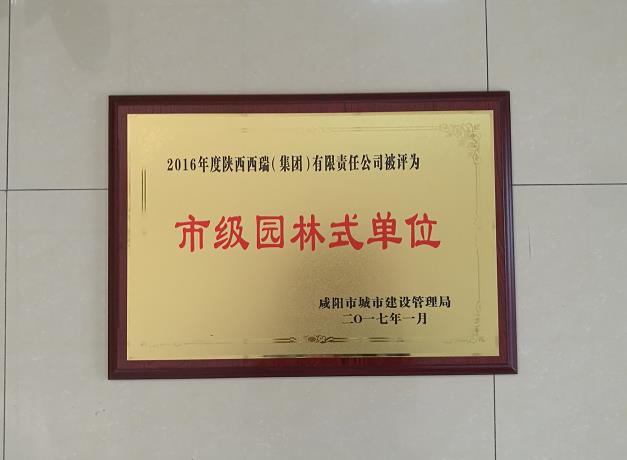 2016年度陕西西瑞(集团)有限责任公司被评为
市级园林式单位
咸阳市城市建设管理局
二〇一七年一月